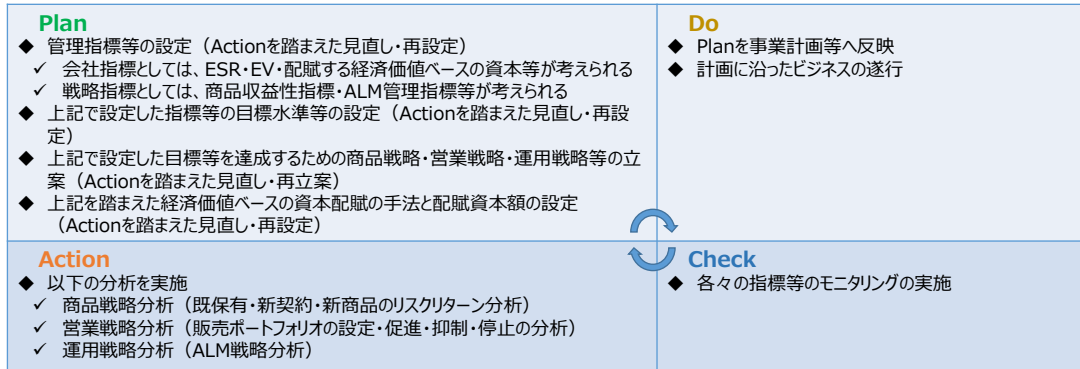 Plan
◆ 管理指標等の設定（Actionを踏まえた見直し・再設定）
✓ 会社指標としては、ESR・EV・配賦する経済価値ベースの資本等が考えられる
✓ 戦略指標としては、商品収益性指標・ALM管理指標等が考えられる
◆ 上記で設定した指標等の目標水準等の設定（Actionを踏まえた見直し・再設
定）
◆ 上記で設定した目標等を達成するための商品戦略・営業戦略・運用戦略等の立
案（Actionを踏まえた見直し・再立案）
◆ 上記を踏まえた経済価値ベースの資本配賦の手法と配賦資本額の設定
（Actionを踏まえた見直し・再設定）
Do
◆ Planを事業計画等へ反映
◆ 計画に沿ったビジネスの遂行
Action
◆ 以下の分析を実施
✓ 商品戦略分析（既保有・新契約・新商品のリスクリターン分析）
✓ 営業戦略分析（販売ポートフォリオの設定・促進・抑制・停止の分析）
✓ 運用戦略分析（ALM戦略分析）
Check
◆ 各々の指標等のモニタリングの実施